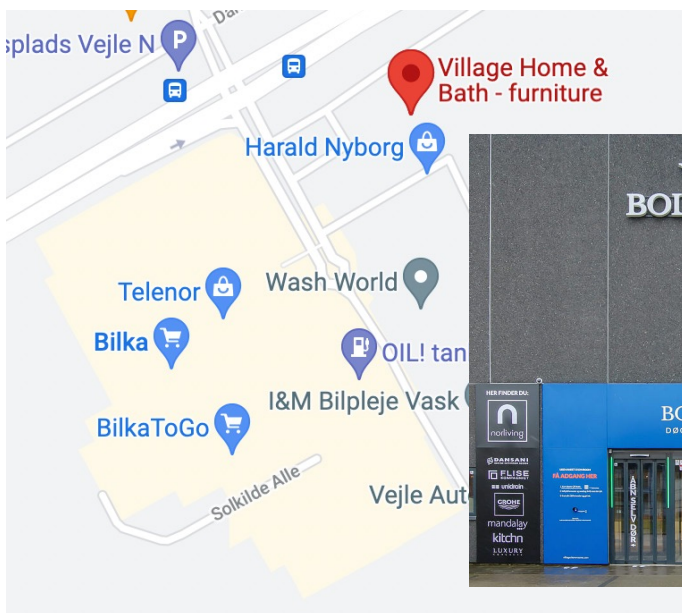 splads Vejle N
P
Village Home &
Bath - furniture
Harald Nyborg
Telenor
Wash World
Bilka
OIL! tan
BilkaToGo
I&M Bilpleje Vask
Solkilde Alle
Vejle Aut
BOD
HER FINDER DU:
norliving
DANSANI
FLISE
unidrain
GROHE
mandalay
kitchn
LUXURY
FÅ ADGANG HER
BO
DØG
ÅBN SELV DØR